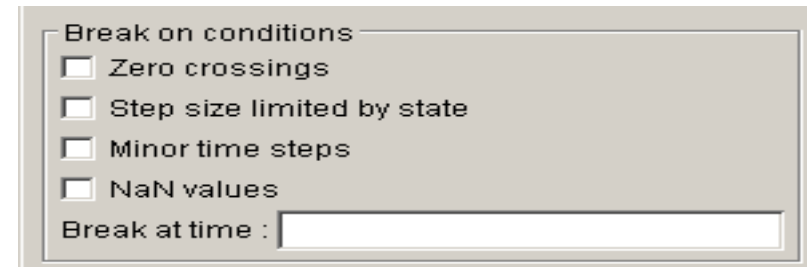 Break on conditions
Zero crossings
Step size limited by state
Minor time steps
NaN values
Break at time :